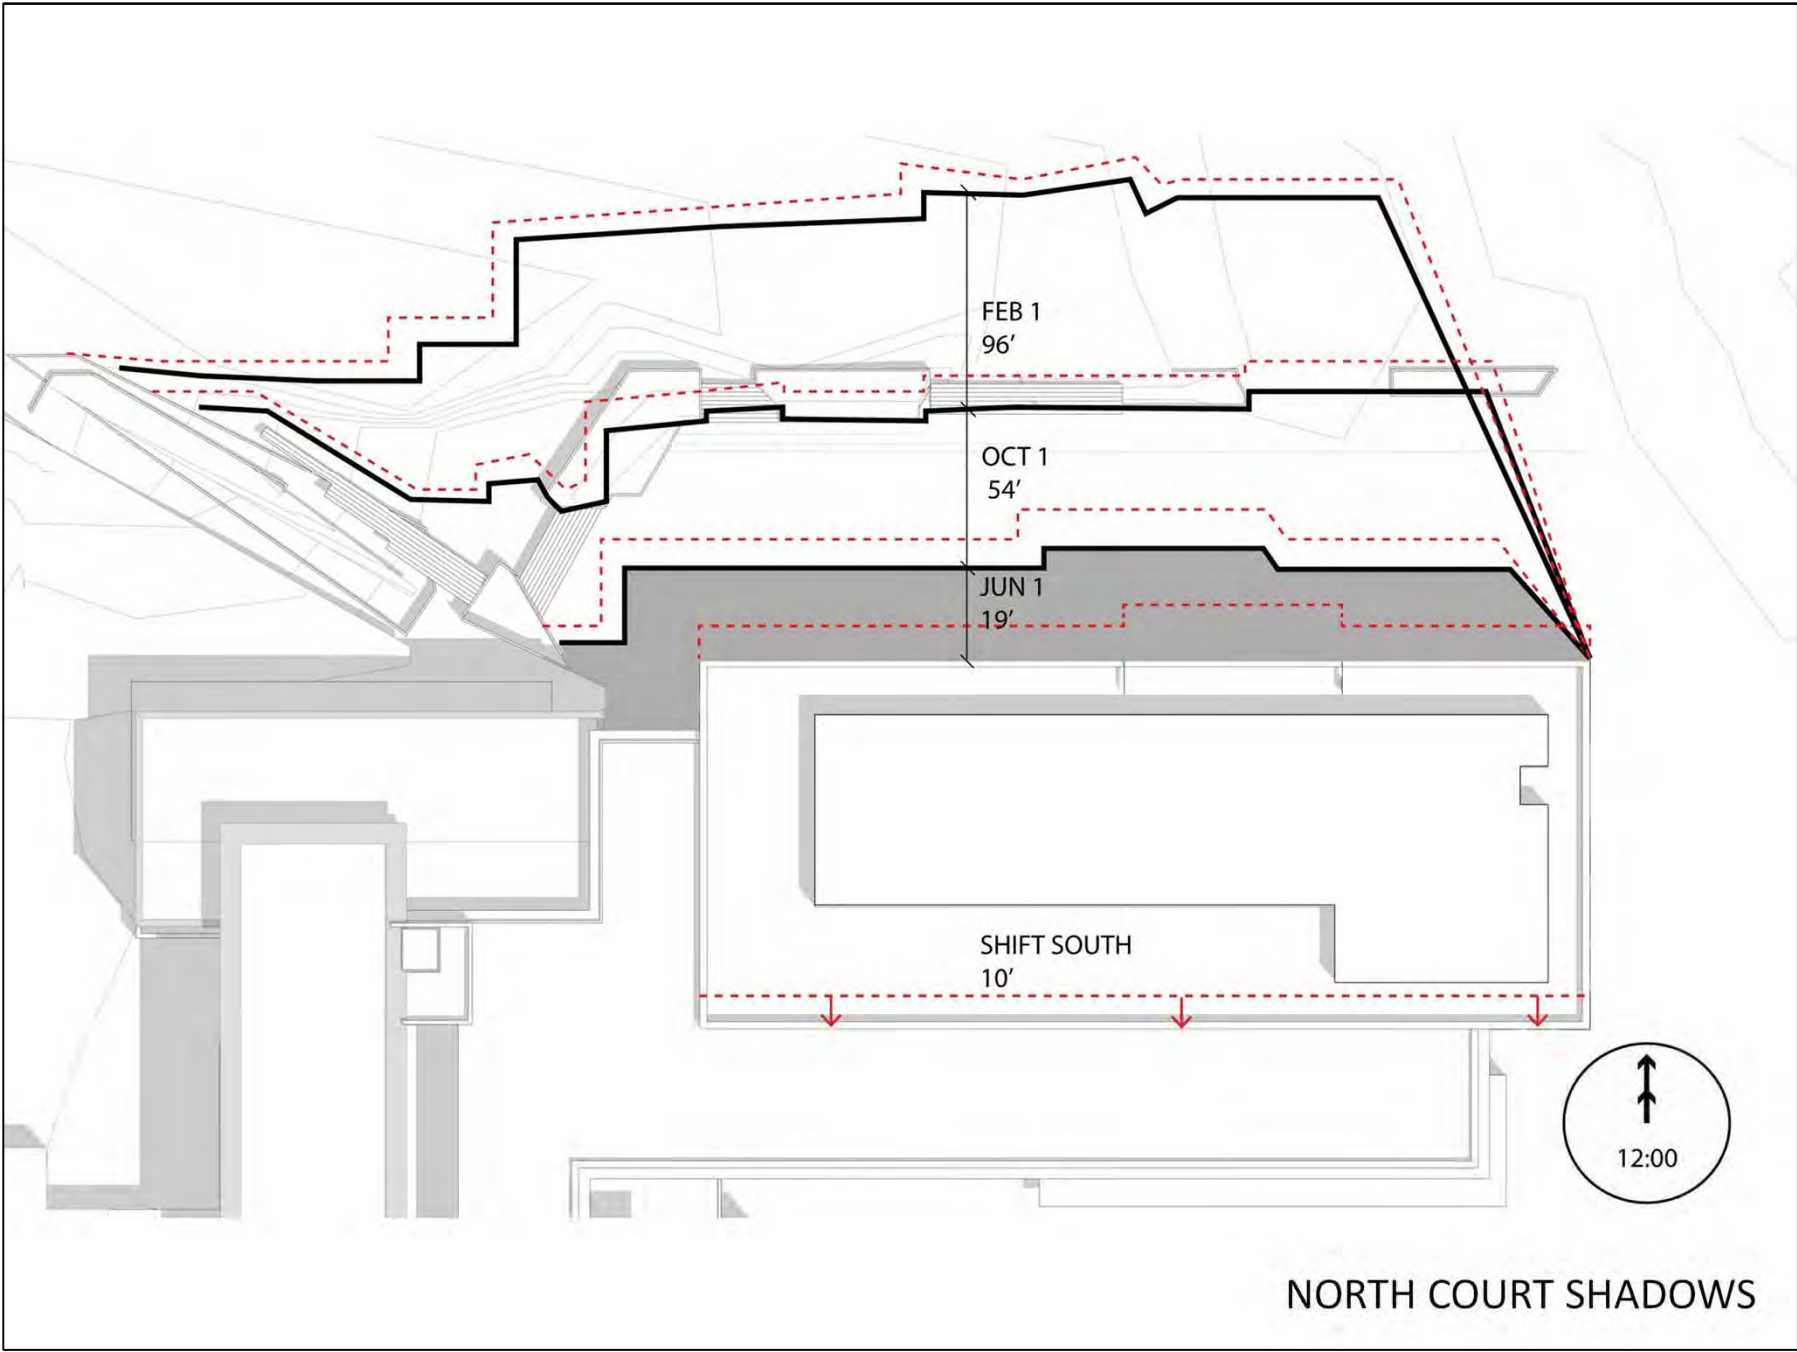 FEB 1
96’
OCT 1
54’
JUN 1
19’
SHIFT SOUTH
10’
12:00
NORTH COURT SHADOWS